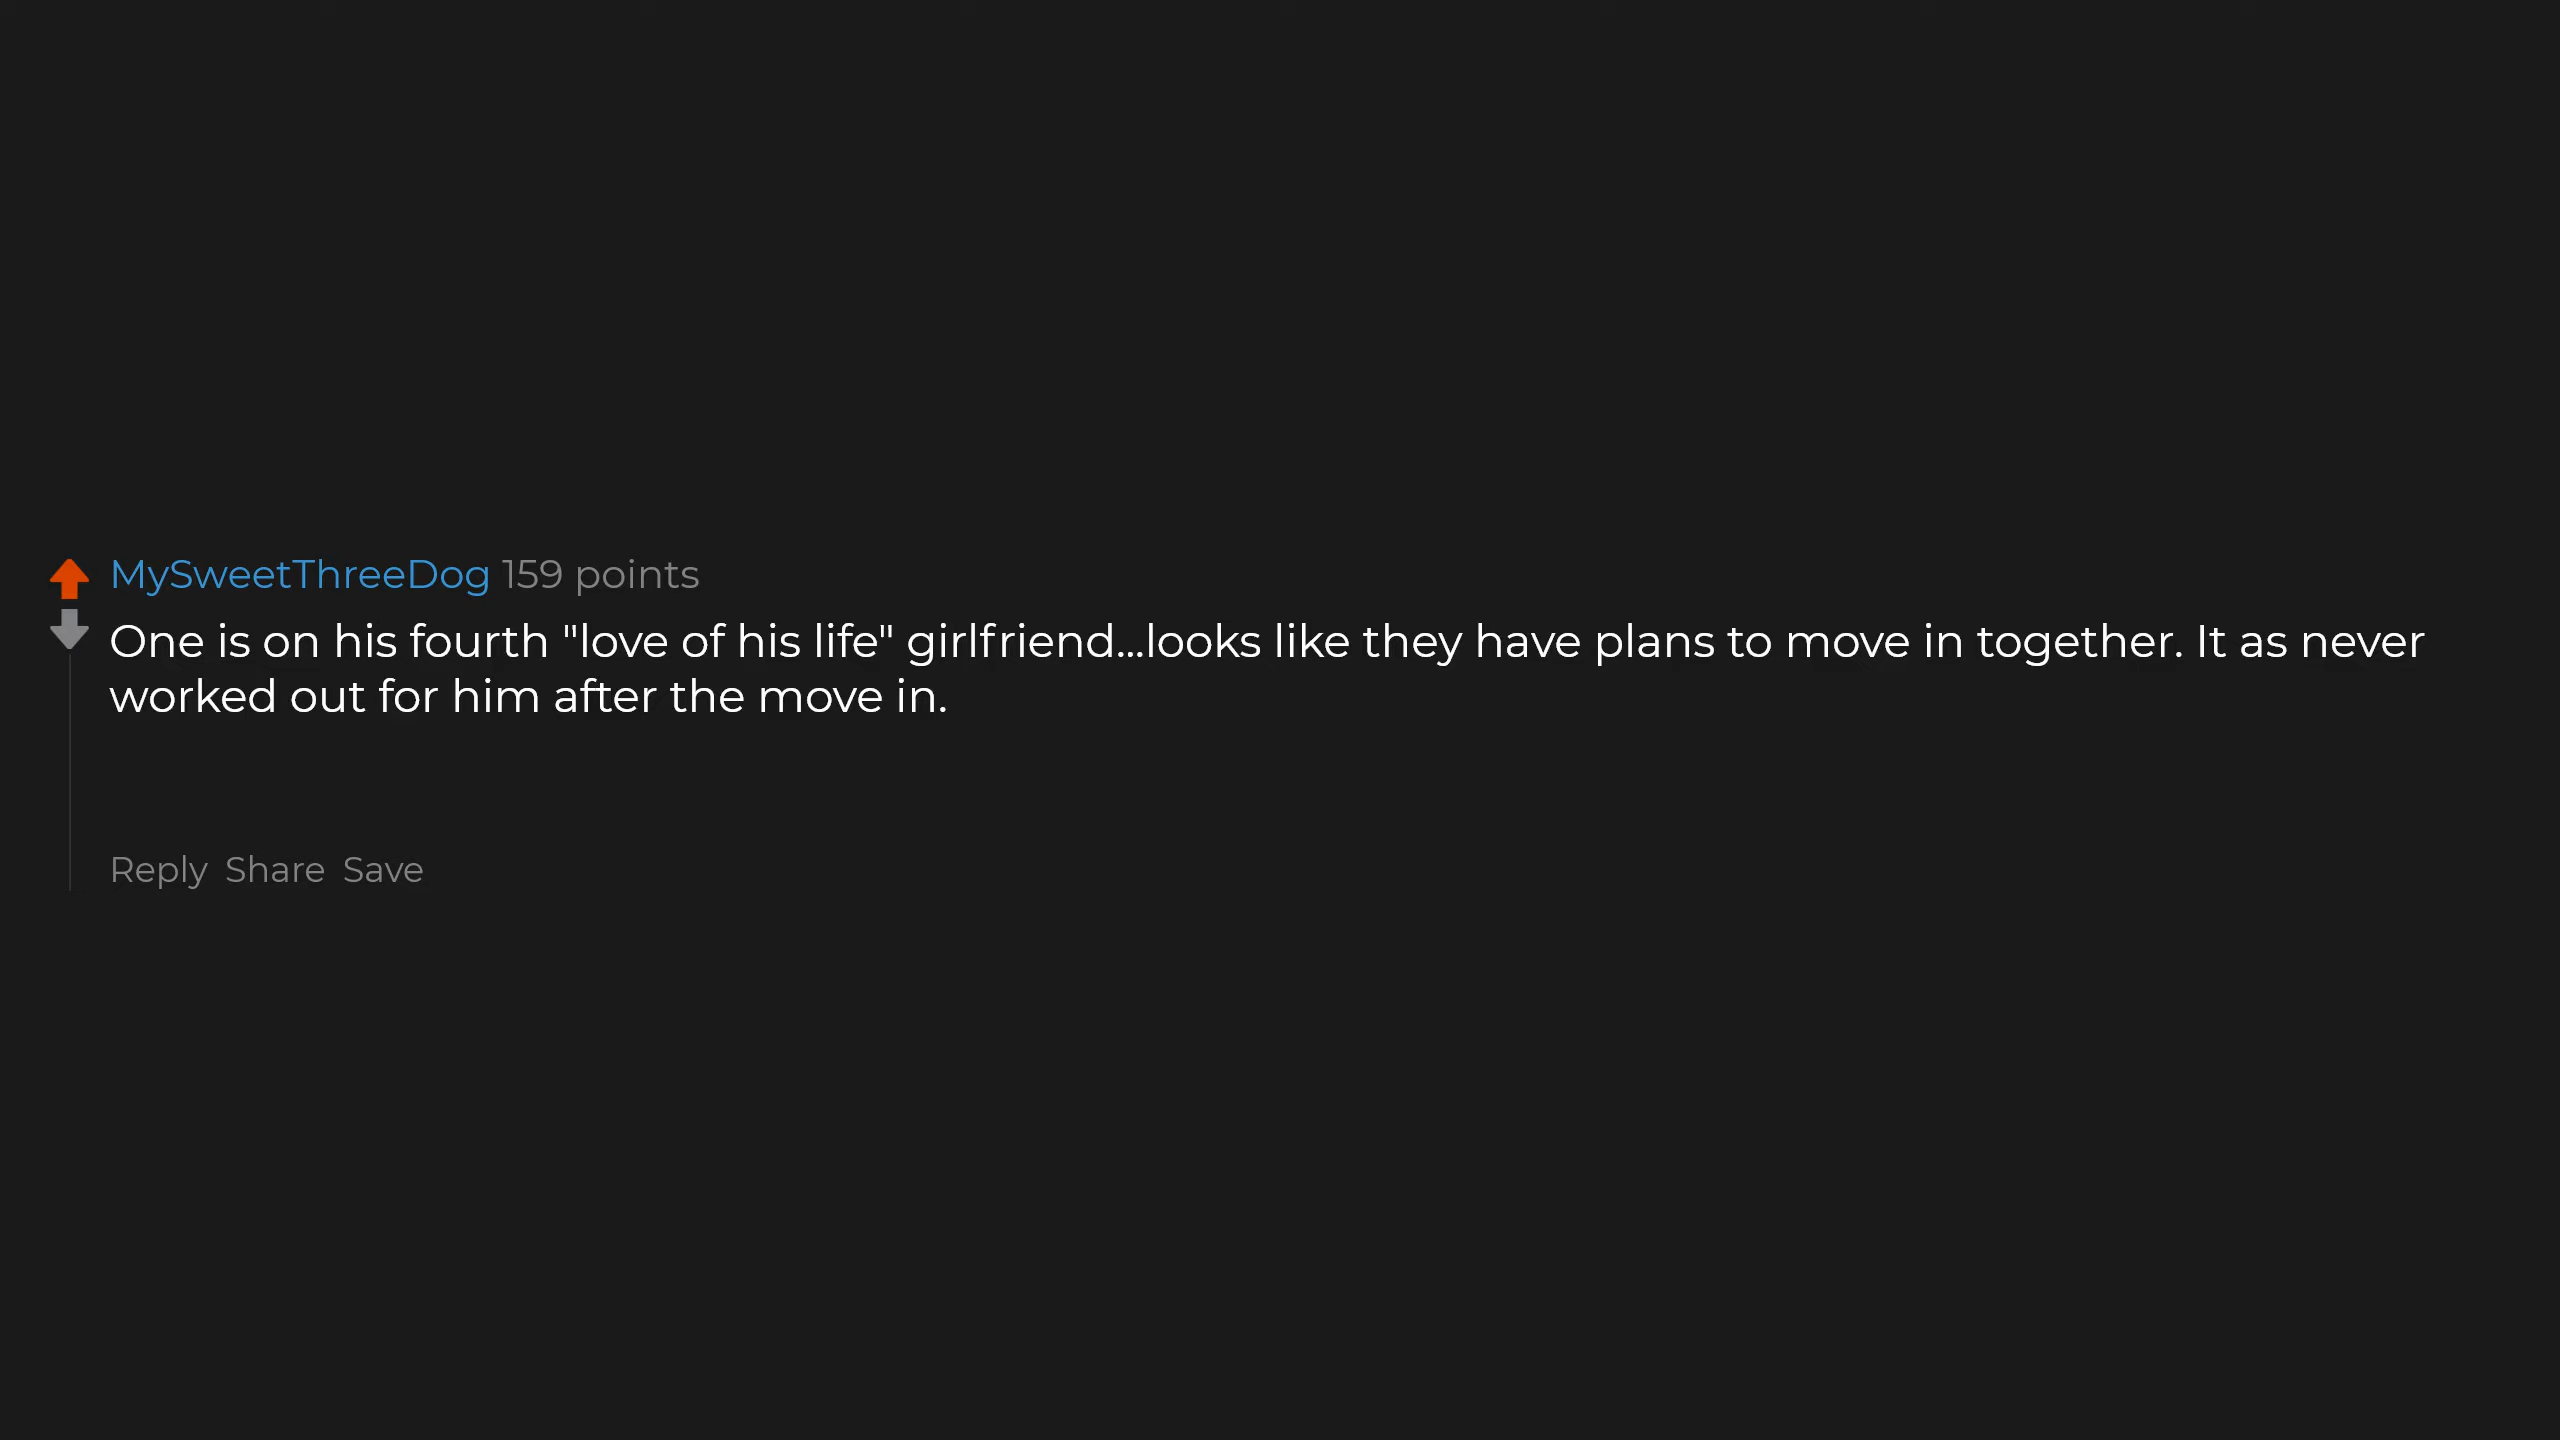 MySweetThreeDog 159 points
One is on his fourth "love of his life" girlfriend...looks like they have plans to move in together. It as never
worked out for him after the move in.
Reply Share Save